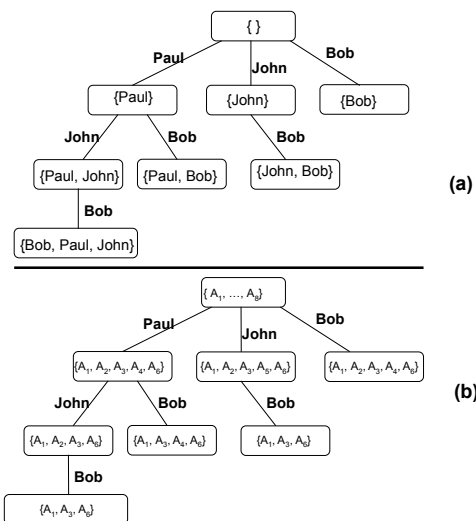 { }
Paul
John
Bob
{Paul}
{John}
{Bob}
John
Bob
Bob
{Paul, John}
{Paul, Bob}
{John, Bob}
(a)
Bob
{Bob, Paul, John}
{ A₁, ..., A₈}
Paul
John
Bob
{A₁, A₂, A₃, A₄, A₆}
{A₁, A₂, A₃, A₅, A₆}
{A₁, A₂, A₃, A₄, A₆}
(b)
John
Bob
Bob
{A₁, A₂, A₃, A₆}
{A₁, A₃, A₄, A₆}
{A₁, A₃, A₆}
Bob
{A₁, A₃, A₆}